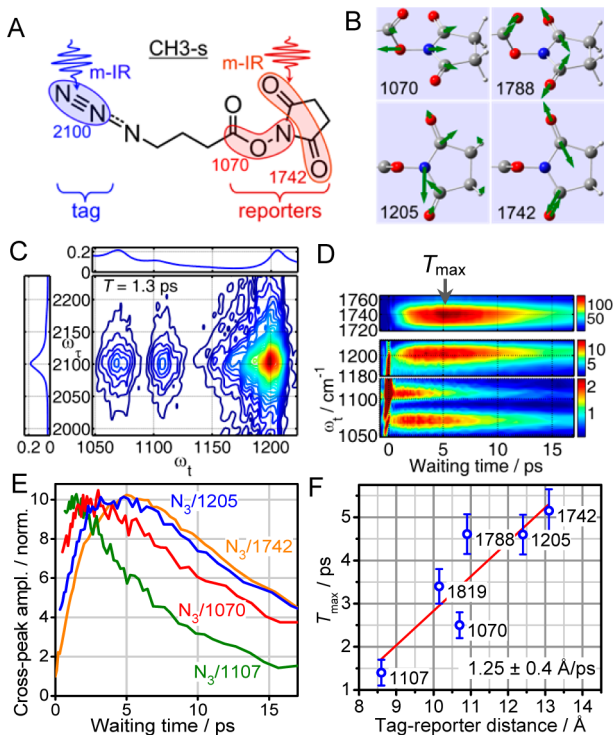 A
CH3-s
m-IR
m-IR
N
N
N
2100
O
O
O
N
O
O
1070
1742
tag
reporters
B
1070
1788
1205
1742
C
0.2
0
T = 1.3 ps
2200
2150
2100
2050
2000
ωτ
0.2
0
1050
1100
1150
1200
ωt
D
Tmax
1760
1740
1720
1200
1180
1100
1050
ωt / cm-1
100
50
10
5
2
1
0
5
10
15
Waiting time / ps
E
Cross-peak ampl. / norm.
10
8
6
4
2
0
N3/1205
N3/1742
N3/1070
N3/1107
0
5
10
15
Waiting time / ps
F
Tmax / ps
5
4
3
2
1
1742
1788
1205
1819
1070
1107
1.25 ± 0.4 Å/ps
8
9
10
11
12
13
14
Tag-reporter distance / Å